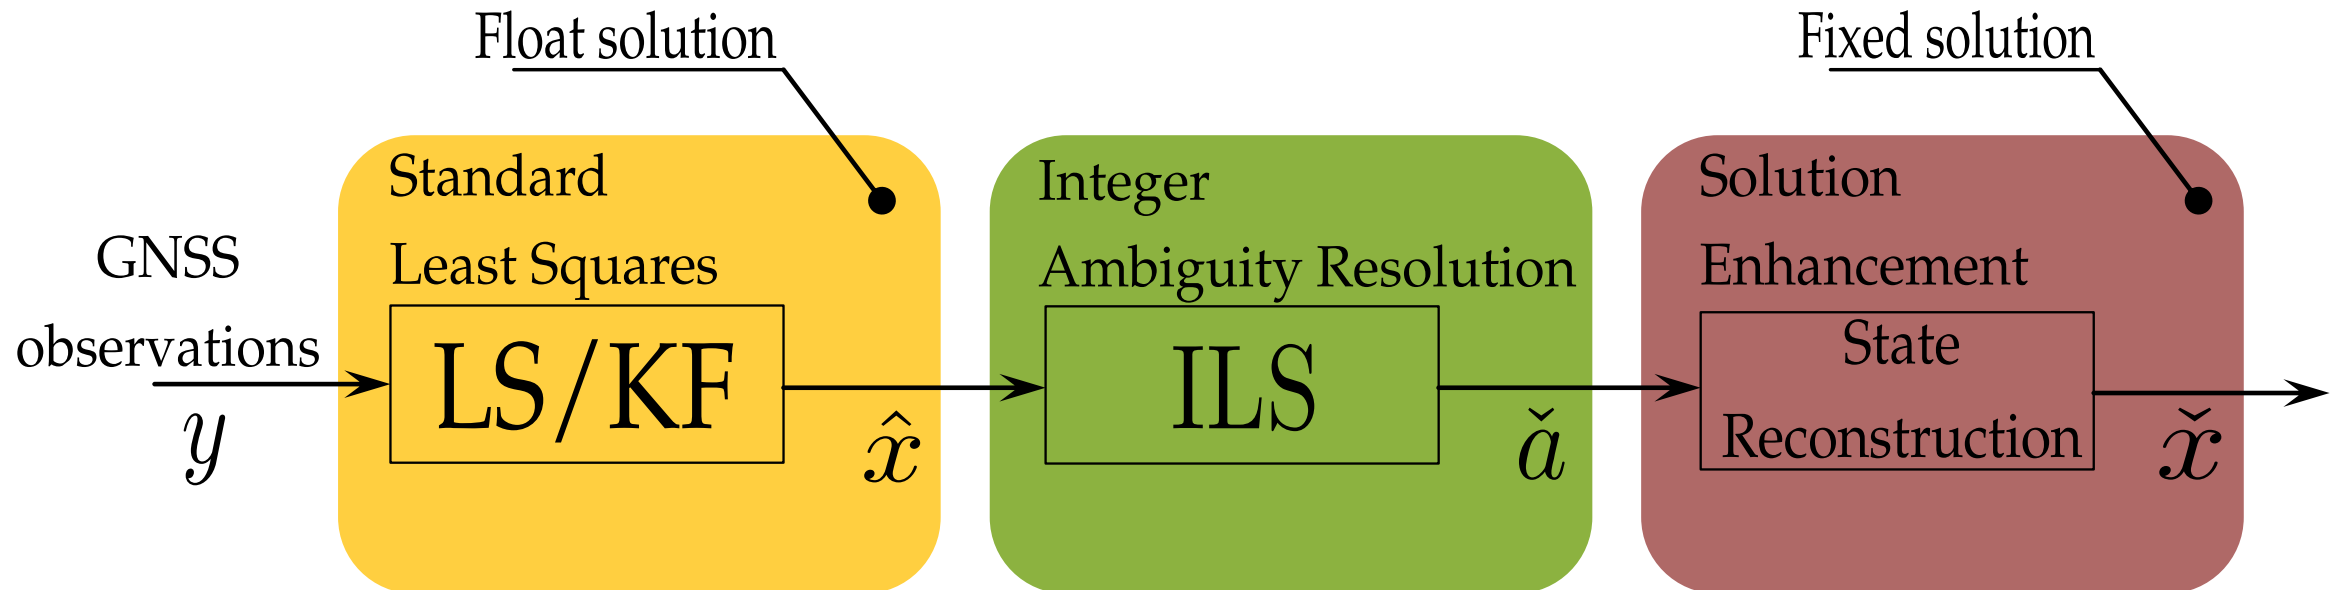 Float solution
Fixed solution
GNSS
observations
y
Standard
Least Squares
LS/KF
x̂
Integer
Ambiguity Resolution
ILS
ǎ
Solution
Enhancement
State
Reconstruction
x̌